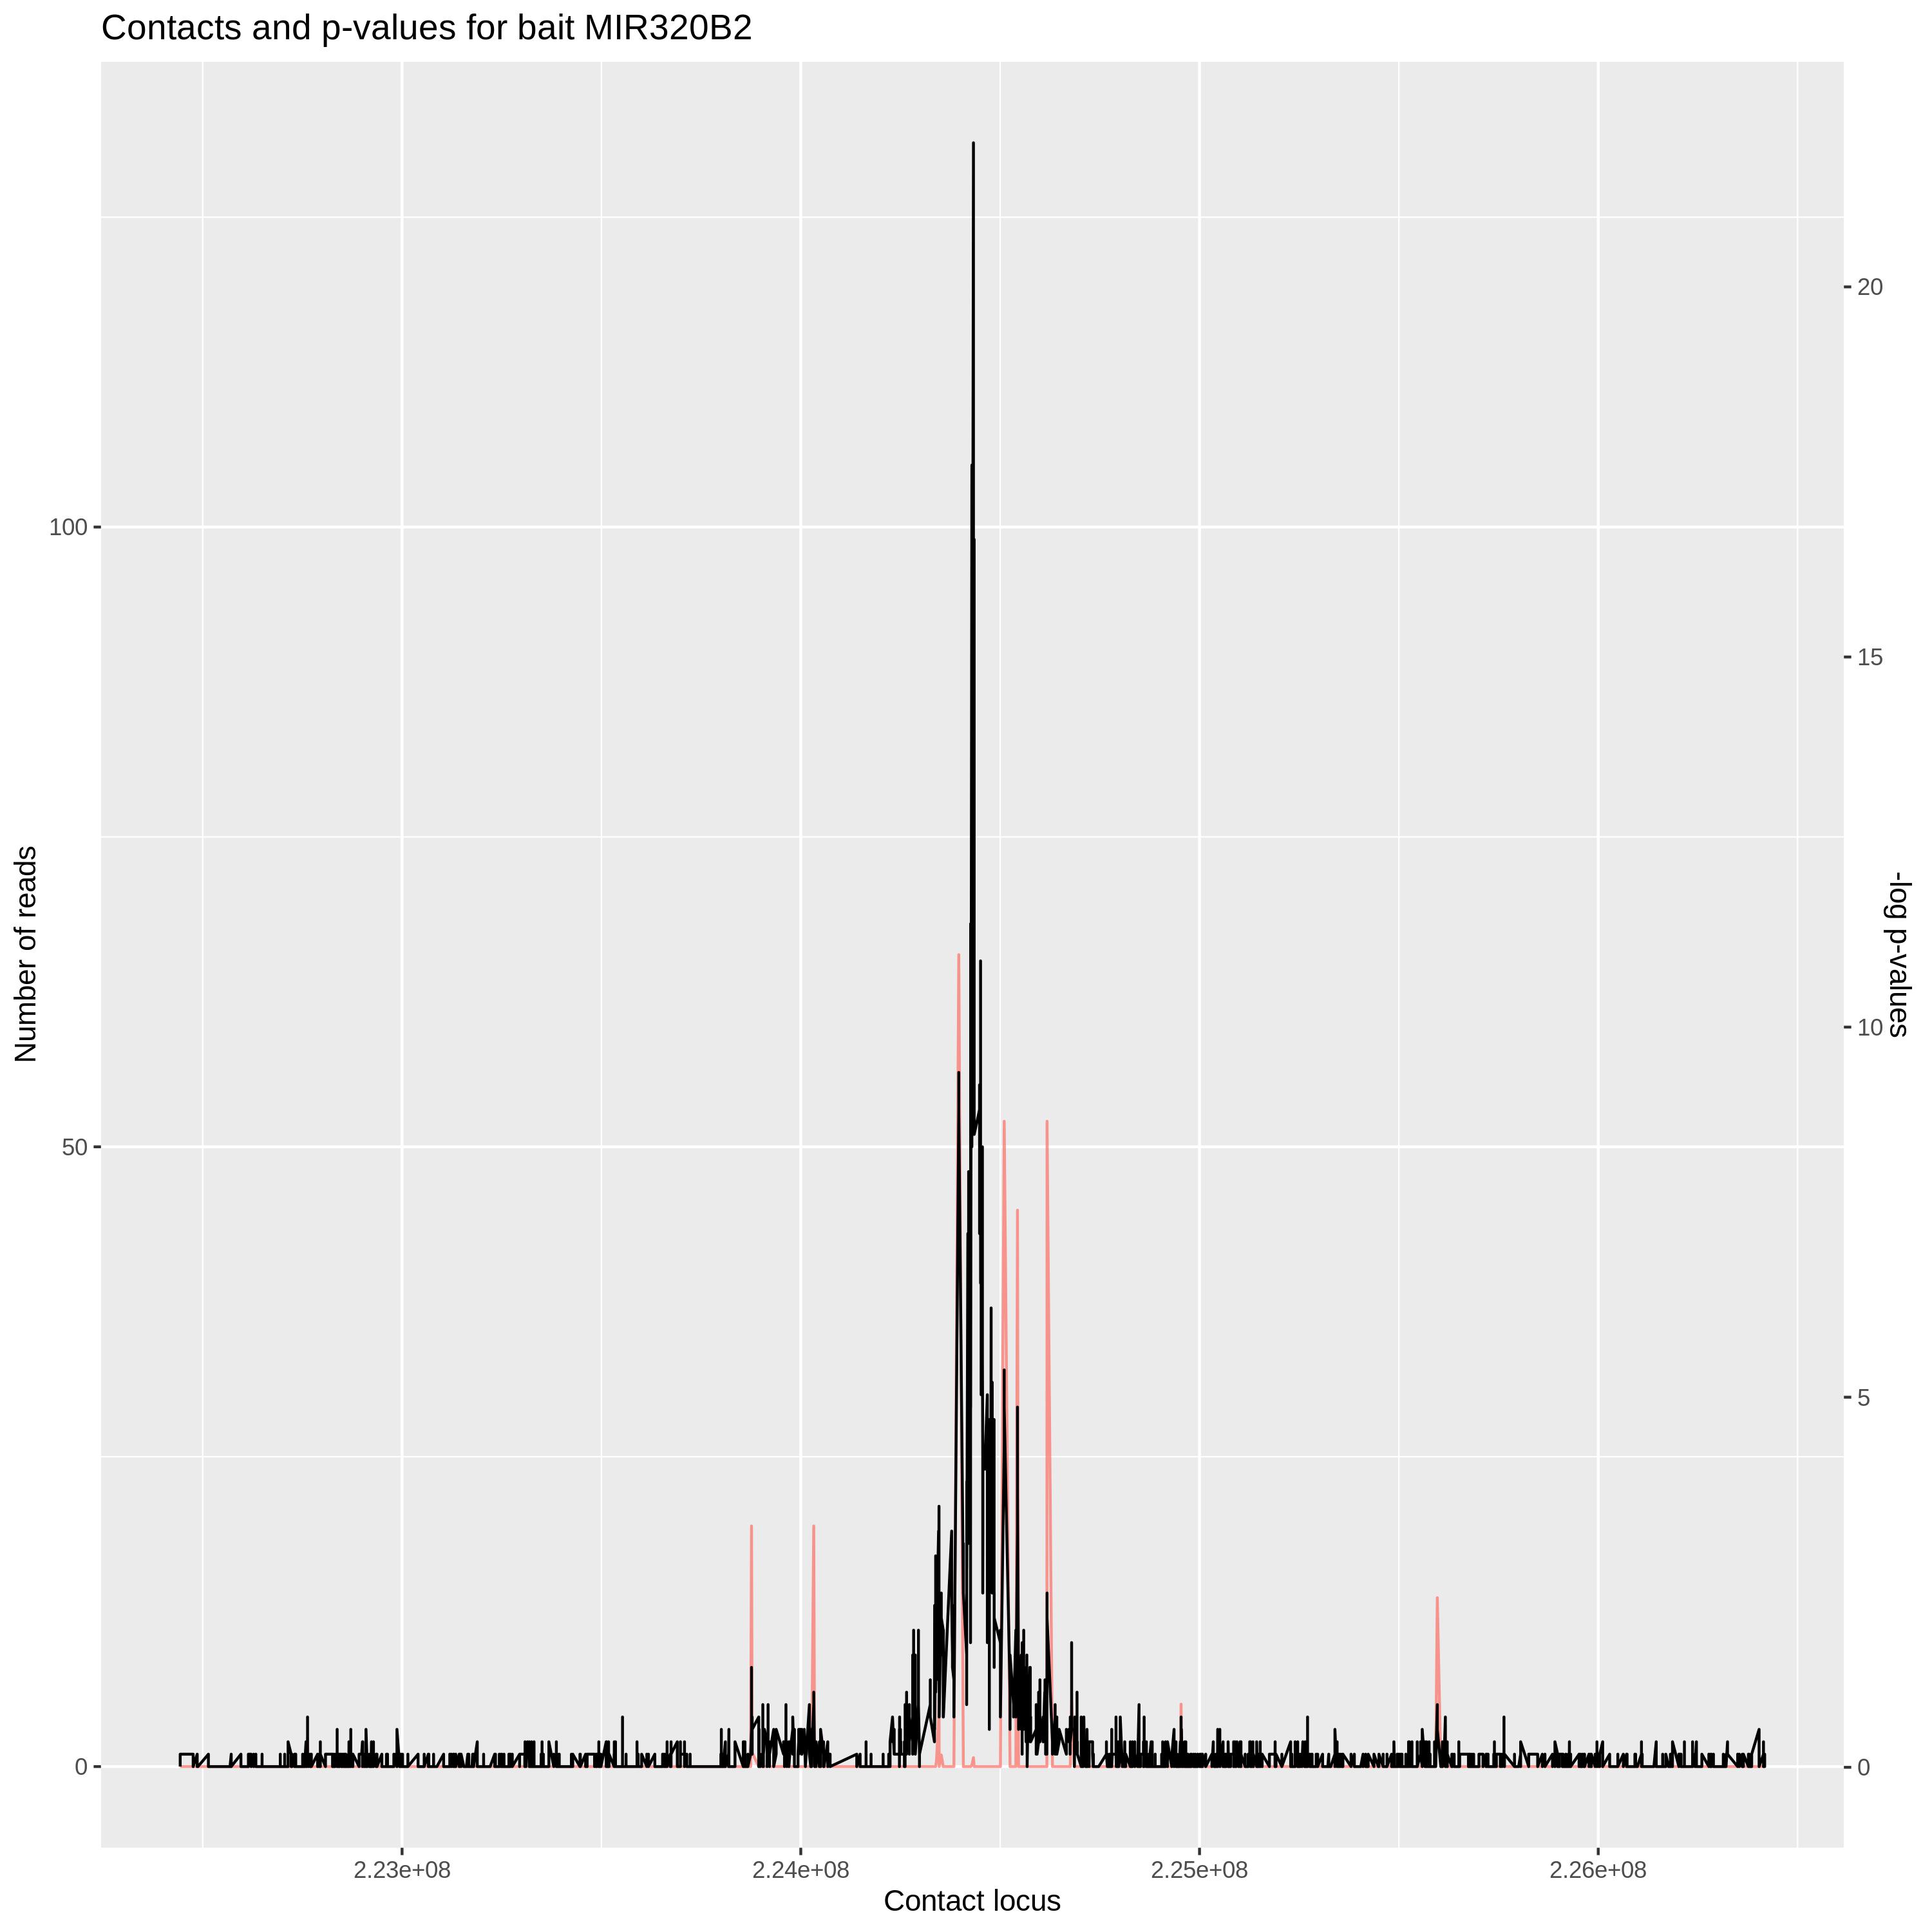 Contacts and p-values for bait MIR320B2
Number of reads
100
50
0
20
15
10
5
0
-log p-values
2.23e+08
2.24e+08
2.25e+08
2.26e+08
Contact locus